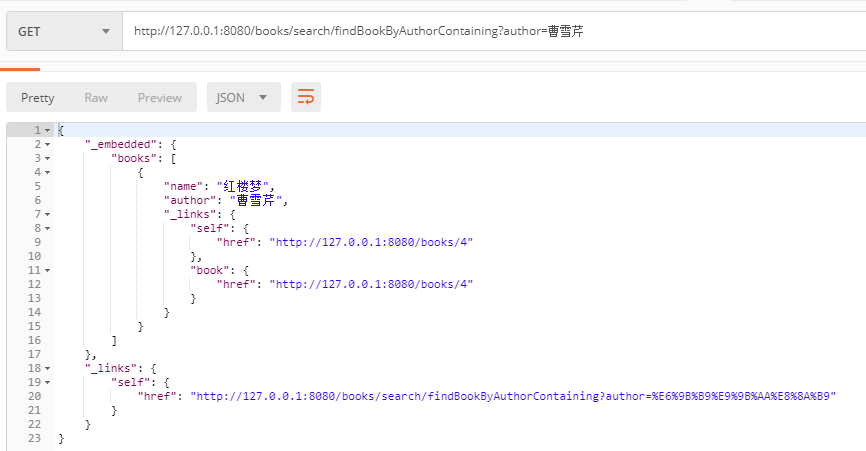 GET http://127.0.0.1:8080/books/search/findBookByAuthorContaining?author=曹雪芹
Pretty Raw Preview JSON
1 {
2 "_embedded": {
3 "books": [
4 {
5 "name": "红楼梦",
6 "author": "曹雪芹",
7 "_links": {
8 "self": {
9 "href": "http://127.0.0.1:8080/books/4"
10 },
11 "book": {
12 "href": "http://127.0.0.1:8080/books/4"
13 }
14 }
15 }
16 ]
17 },
18 "_links": {
19 "self": {
20 "href": "http://127.0.0.1:8080/books/search/findBookByAuthorContaining?author=%E6%9B%B9%E9%9B%AA%E8%8A%B9"
21 }
22 }
23 }